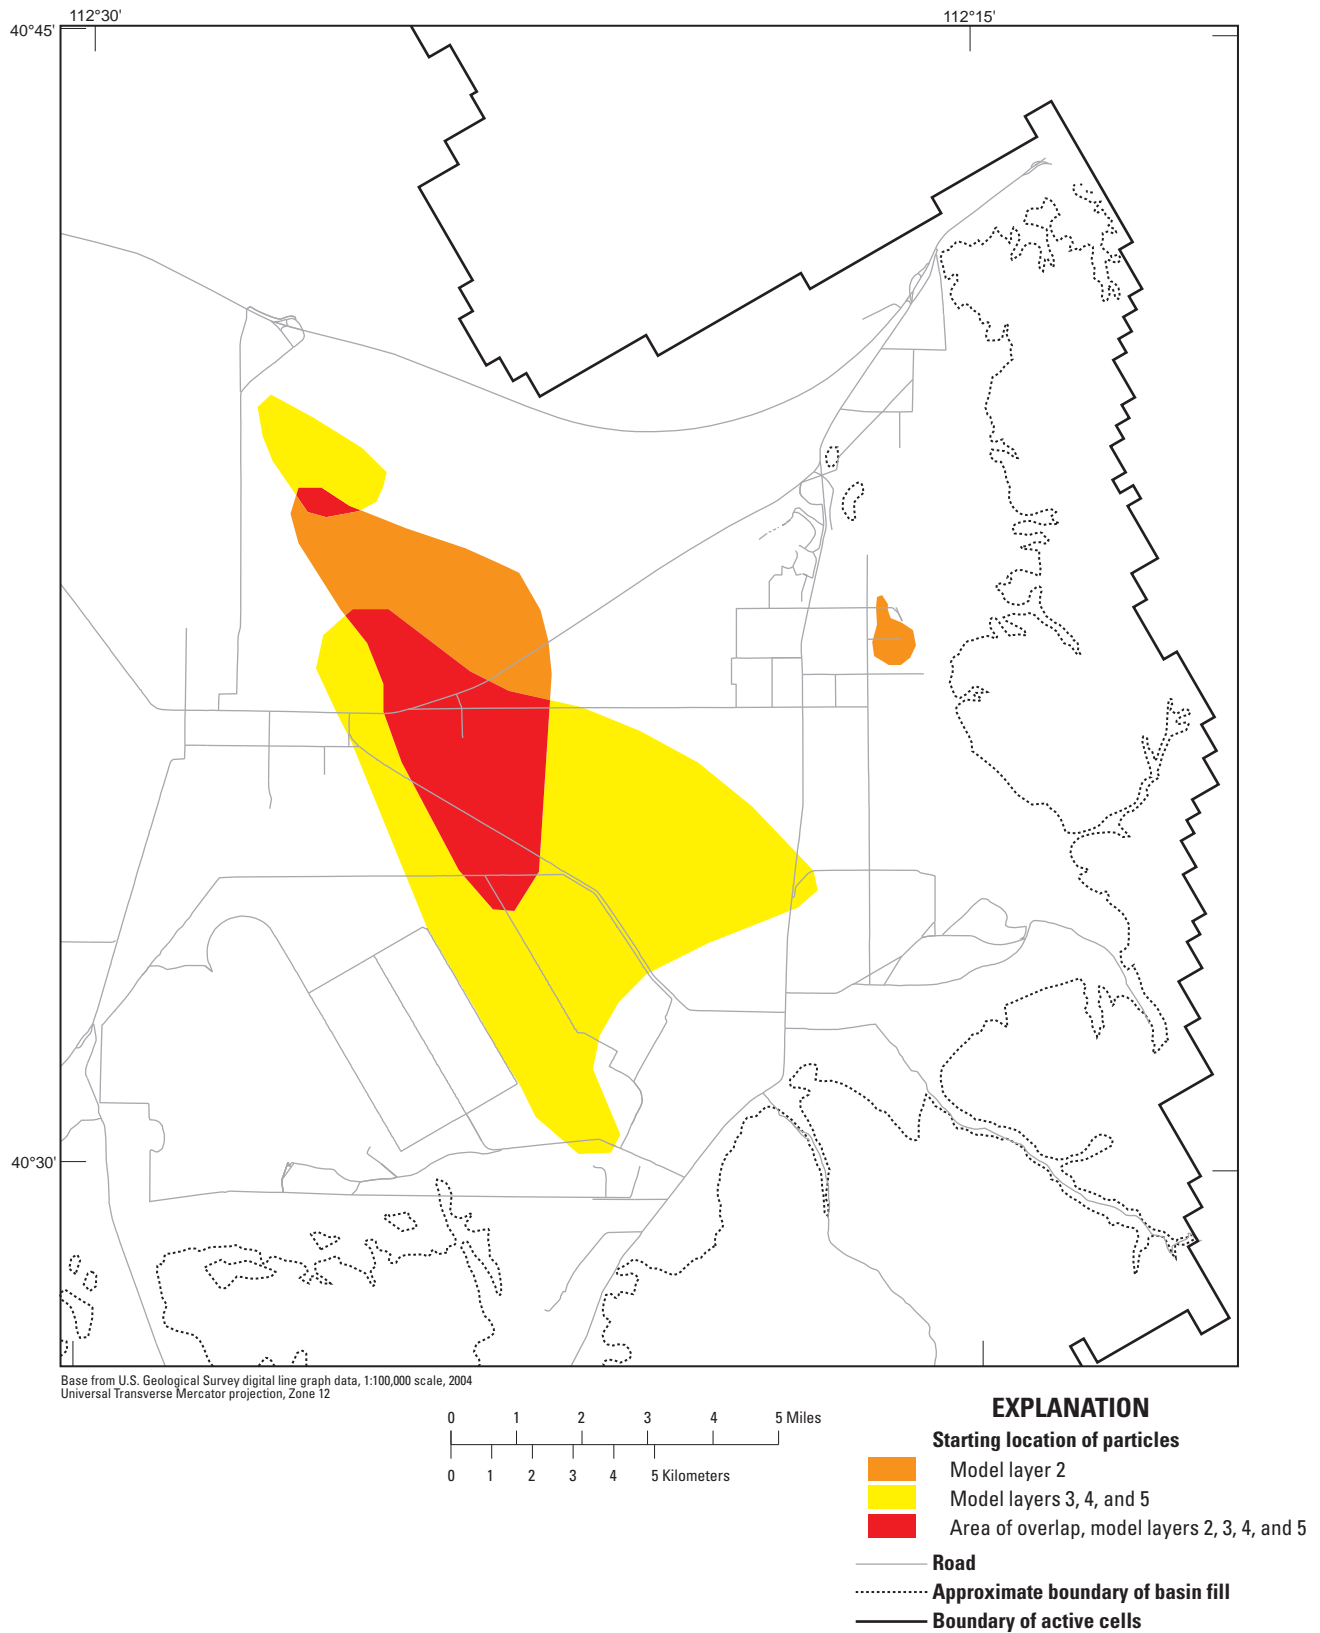 112°30'
112°15'
40°45'
40°30'
Base from U.S. Geological Survey digital line graph data, 1:100,000 scale, 2004
Universal Transverse Mercator projection, Zone 12
0 1 2 3 4 5 Miles
0 1 2 3 4 5 Kilometers
EXPLANATION
Starting location of particles
Model layer 2
Model layers 3, 4, and 5
Area of overlap, model layers 2, 3, 4, and 5
Road
Approximate boundary of basin fill
Boundary of active cells